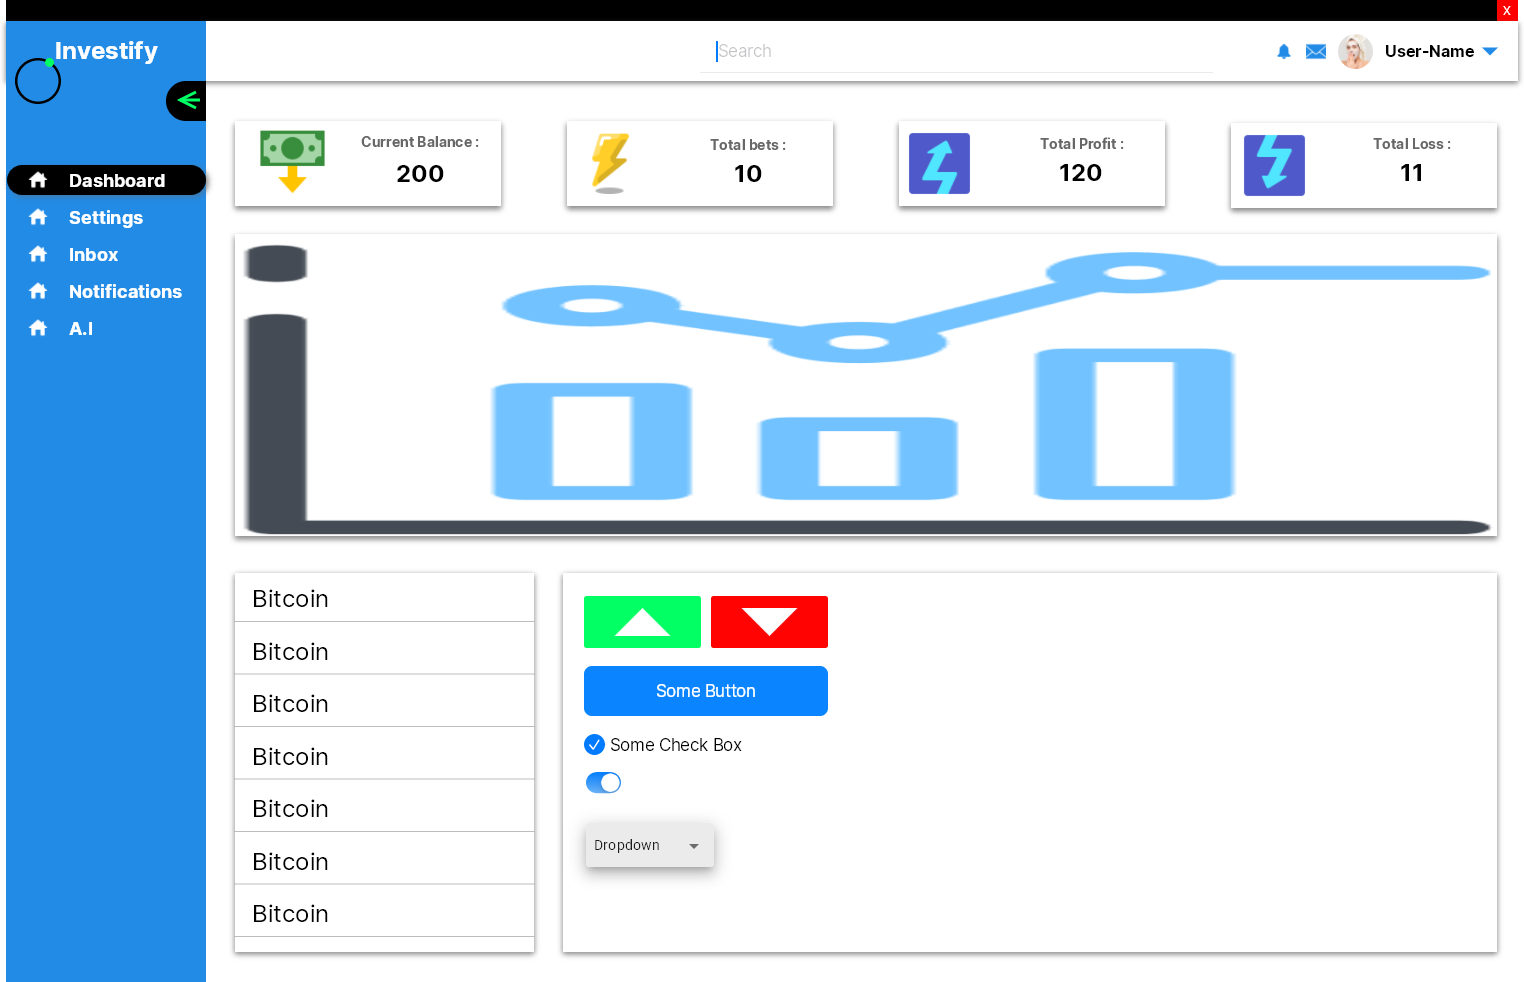 X
Investify
Search
User-Name
Current Balance :
200
Total bets :
10
Total Profit :
120
Total Loss :
11
Dashboard
Settings
Inbox
Notifications
A.I
Bitcoin
Bitcoin
Bitcoin
Bitcoin
Bitcoin
Bitcoin
Bitcoin
Some Button
Some Check Box
Dropdown